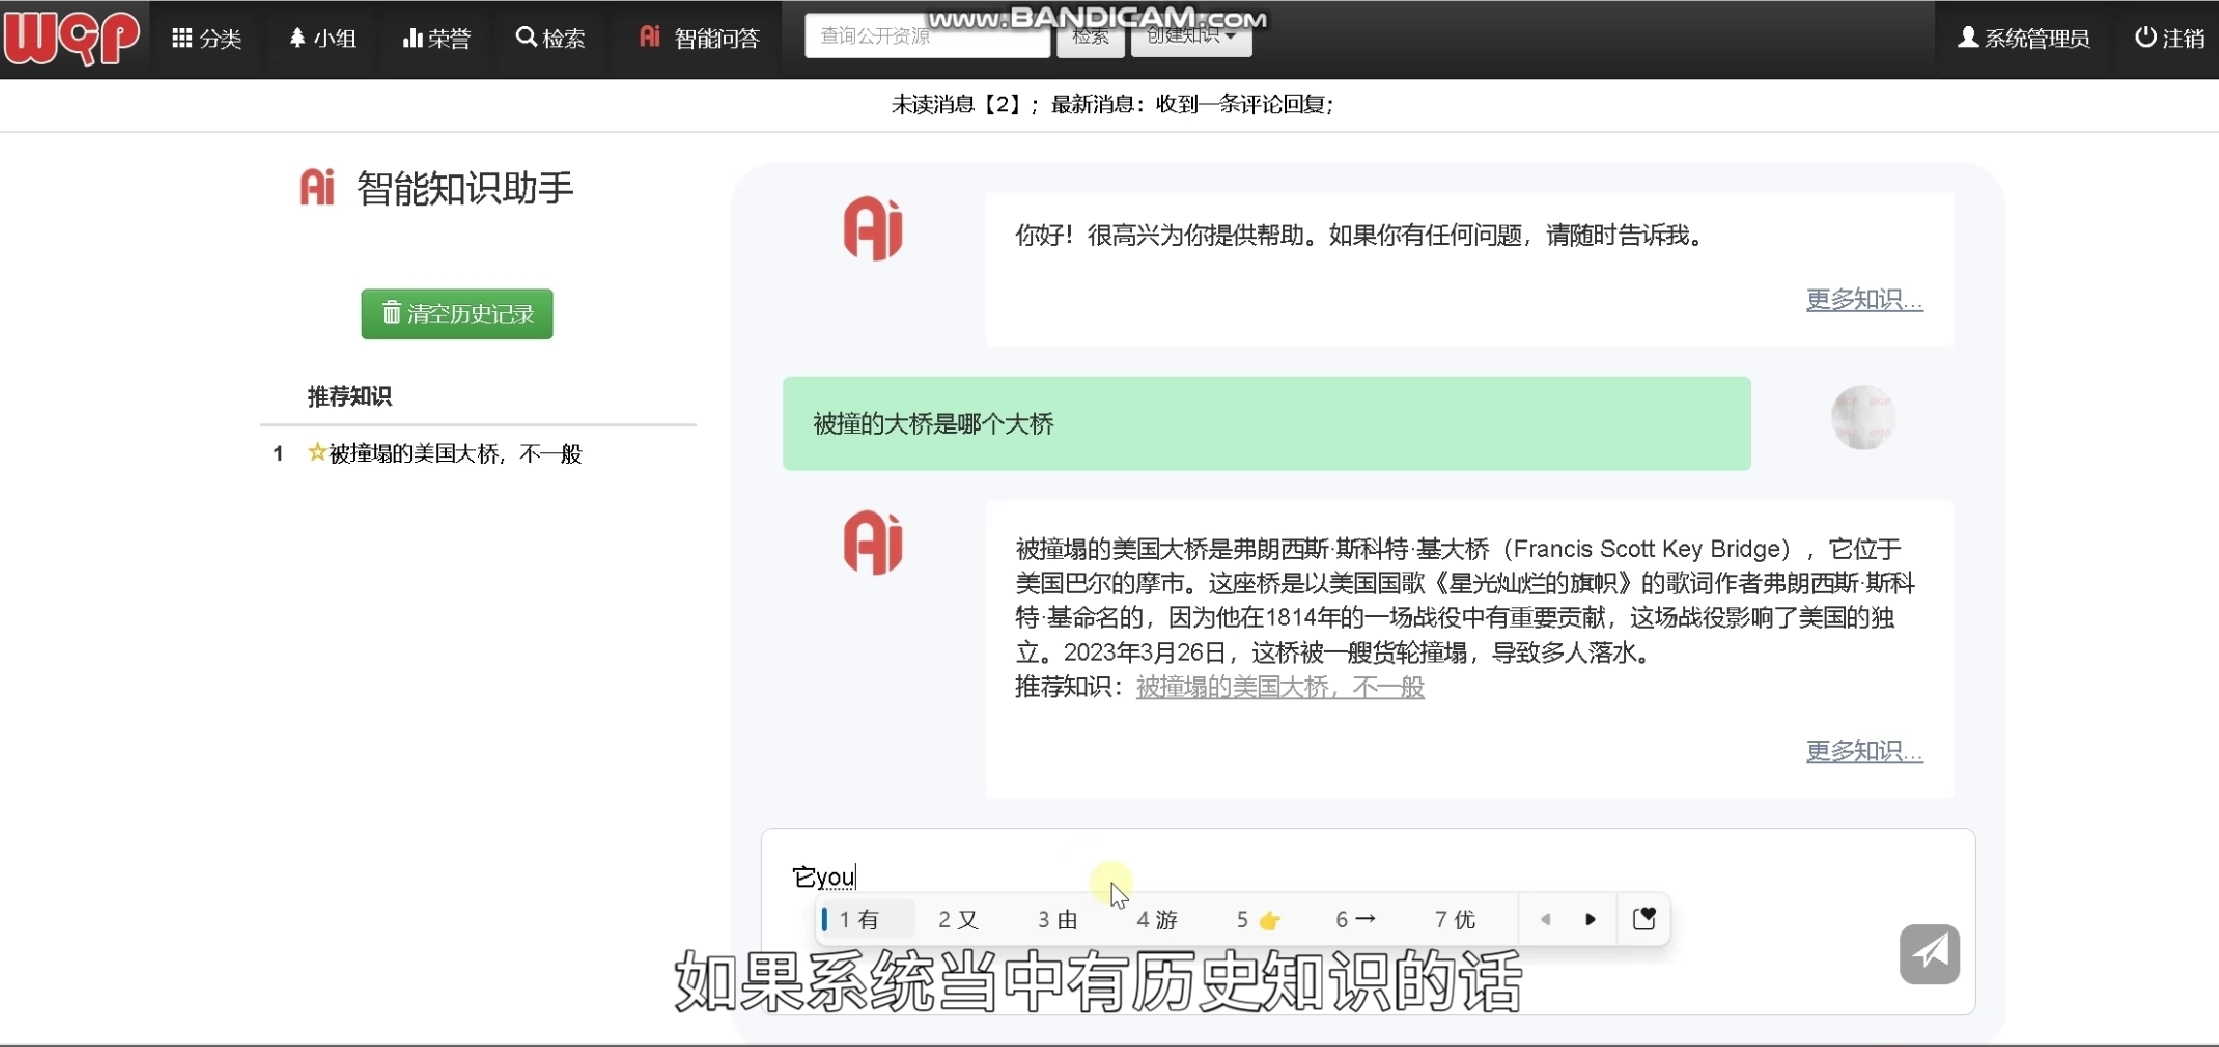 www.BANDICAM.com
WCP 分类 小组 荣誉 检索 Ai 智能问答 查询公开资源 检索 创建知识 系统管理员 注销
未读消息【2】；最新消息：收到一条评论回复；
Ai 智能知识助手
清空历史记录
推荐知识
1 被撞塌的美国大桥，不一般
Ai
你好！很高兴为你提供帮助。如果你有任何问题，请随时告诉我。
更多知识...
被撞的大桥是哪个大桥
Ai
被撞塌的美国大桥是弗朗西斯·斯科特·基大桥（Francis Scott Key Bridge），它位于
美国巴尔的摩市。这座桥是以美国国歌《星光灿烂的旗帜》的歌词作者弗朗西斯·斯科
特·基命名的，因为他在1814年的一场战役中有重要贡献，这场战役影响了美国的独
立。2023年3月26日，这桥被一艘货轮撞塌，导致多人落水。
推荐知识：被撞塌的美国大桥，不一般
更多知识...
它you
1 有 2 又 3 由 4 游 5 👉 6 → 7 优
如果系统当中有历史知识的话